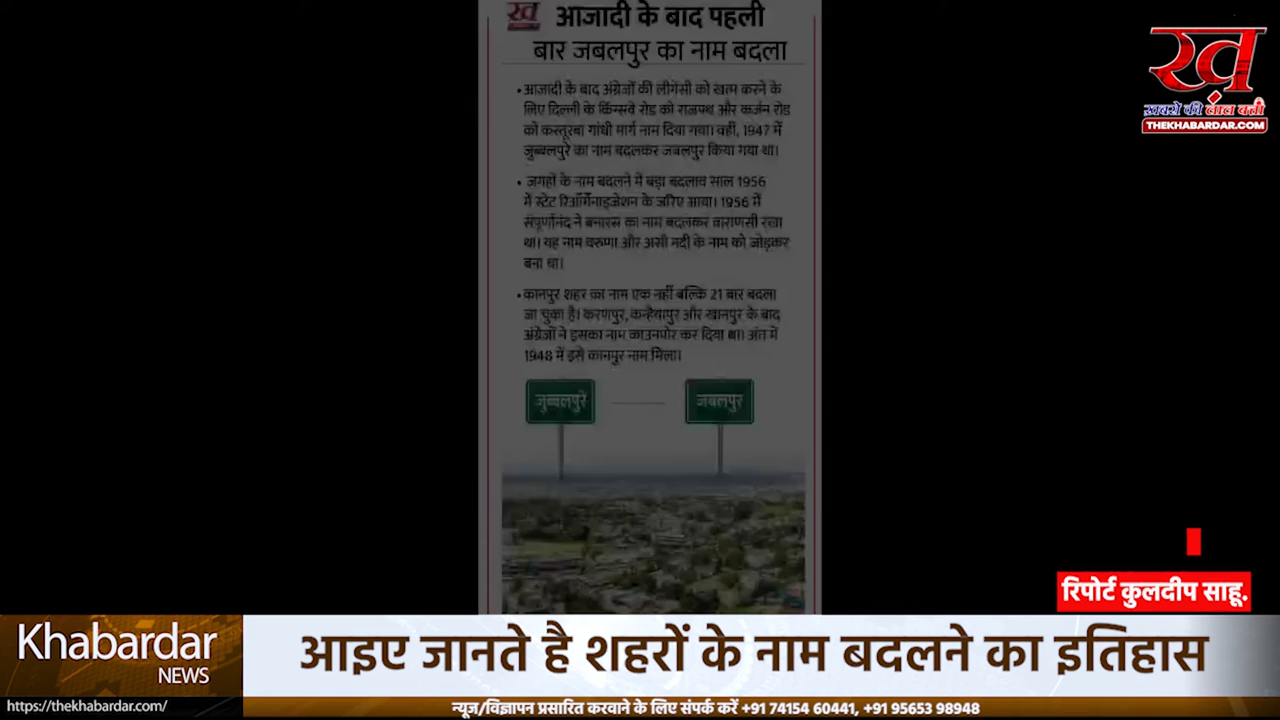 ख
आजादी के बाद पहली
बार जबलपुर का नाम बदला
•आजादी के बाद अंग्रेजों की लीगेसी को खत्म करने के
लिए दिल्ली के किंग्सवे रोड को राजपथ और कर्जन रोड
को कस्तूरबा गांधी मार्ग नाम दिया गया। वहीं, 1947 में
जुब्बलपुरे का नाम बदलकर जबलपुर किया गया था।
• जगहों के नाम बदलने में बड़ा बदलाव साल 1956
में स्टेट रिऑर्गेनाइजेशन के जरिए आया। 1956 में
संपूर्णानंद ने बनारस का नाम बदलकर वाराणसी रखा
था। यह नाम वरुणा और असी नदी के नाम को जोड़कर
बना था।
•कानपुर शहर का नाम एक नहीं बल्कि 21 बार बदला
जा चुका है। करणपुर, कन्हैयापुर और खानपुर के बाद
अंग्रेजों ने इसका नाम काउनपोर कर दिया था। अंत में
1948 में इसे कानपुर नाम मिला।
जुब्बलपुरे
जबलपुर
ख
ख़बरों की लाल बत्ती
THEKHABARDAR.COM
रिपोर्ट कुलदीप साहू.
Khabardar
NEWS
आइए जानते है शहरों के नाम बदलने का इतिहास
https://thekhabardar.com/
न्यूज/विज्ञापन प्रसारित करवाने के लिए संपर्क करें +91 74154 60441, +91 95653 98948